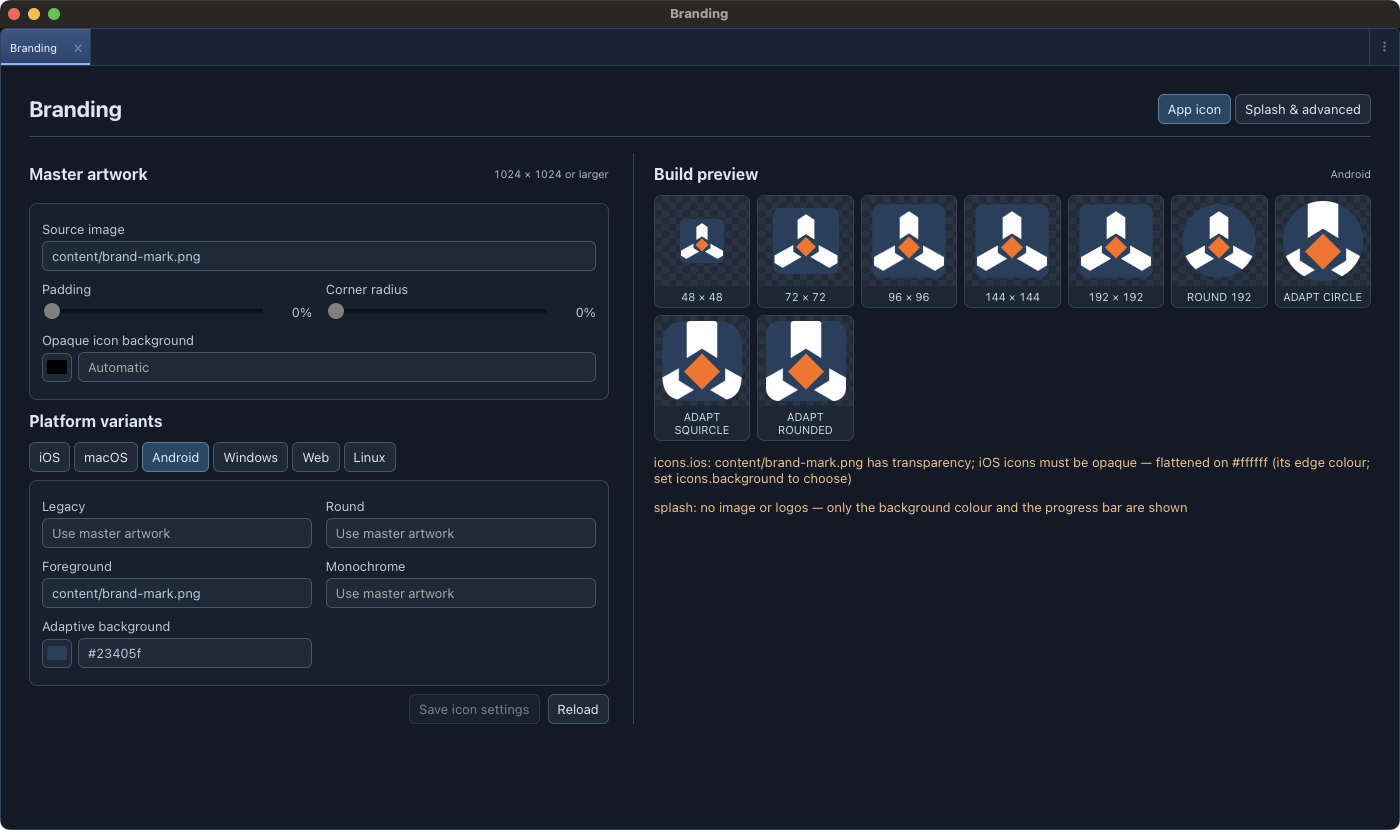 Branding
Branding
Branding
App icon
Splash & advanced
Master artwork
1024 × 1024 or larger
Source image
content/brand-mark.png
Padding
Corner radius
0%
0%
Opaque icon background
Automatic
Platform variants
iOS
macOS
Android
Windows
Web
Linux
Legacy
Round
Use master artwork
Use master artwork
Foreground
Monochrome
content/brand-mark.png
Use master artwork
Adaptive background
#23405f
Save icon settings
Reload
Build preview
Android
48 × 48
72 × 72
96 × 96
144 × 144
192 × 192
ROUND 192
ADAPT CIRCLE
ADAPT
SQUIRCLE
ADAPT
ROUNDED
icons.ios: content/brand-mark.png has transparency; iOS icons must be opaque — flattened on #ffffff (its edge colour;
set icons.background to choose)
splash: no image or logos — only the background colour and the progress bar are shown